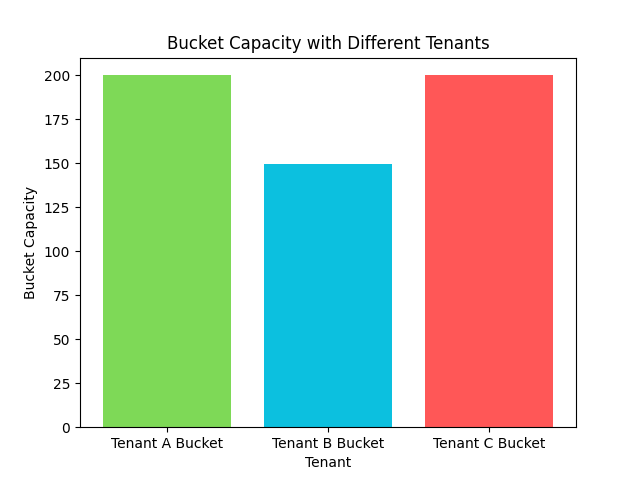 Bucket Capacity with Different Tenants
Bucket Capacity
200
175
150
125
100
75
50
25
0
Tenant A Bucket
Tenant B Bucket
Tenant C Bucket
Tenant